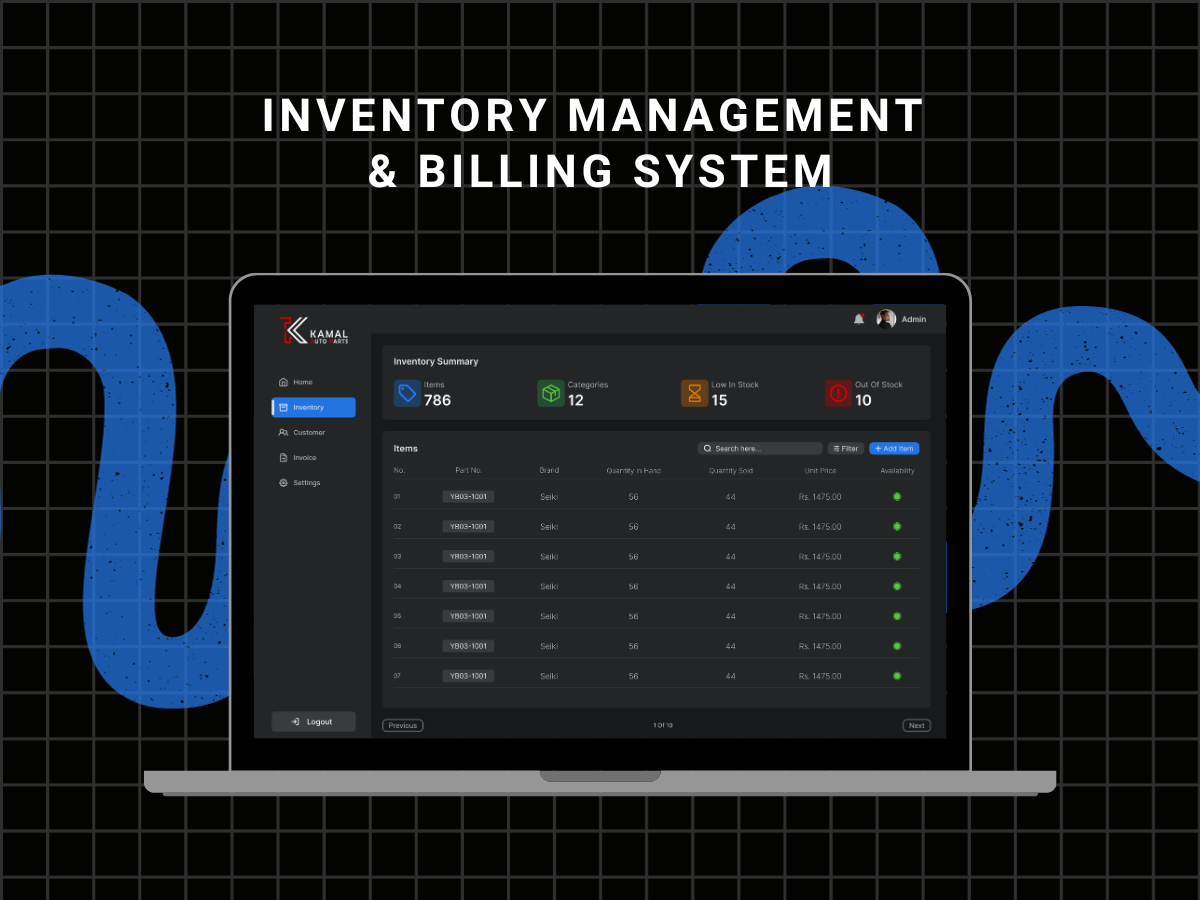 INVENTORY MANAGEMENT
& BILLING SYSTEM
KAMAL
AUTO PARTS
Admin
Home
Inventory
Customer
Invoice
Settings
Logout
Inventory Summary
Items
786
Categories
12
Low In Stock
15
Out Of Stock
10
Items
Search here...
Filter
+ Add Item
No. Part No. Brand Quantity In Hand Quantity Sold Unit Price Availability
01 YB03-1001 Seiki 56 44 Rs. 1475.00
02 YB03-1001 Seiki 56 44 Rs. 1475.00
03 YB03-1001 Seiki 56 44 Rs. 1475.00
04 YB03-1001 Seiki 56 44 Rs. 1475.00
05 YB03-1001 Seiki 56 44 Rs. 1475.00
06 YB03-1001 Seiki 56 44 Rs. 1475.00
07 YB03-1001 Seiki 56 44 Rs. 1475.00
Previous
1 Of 13
Next